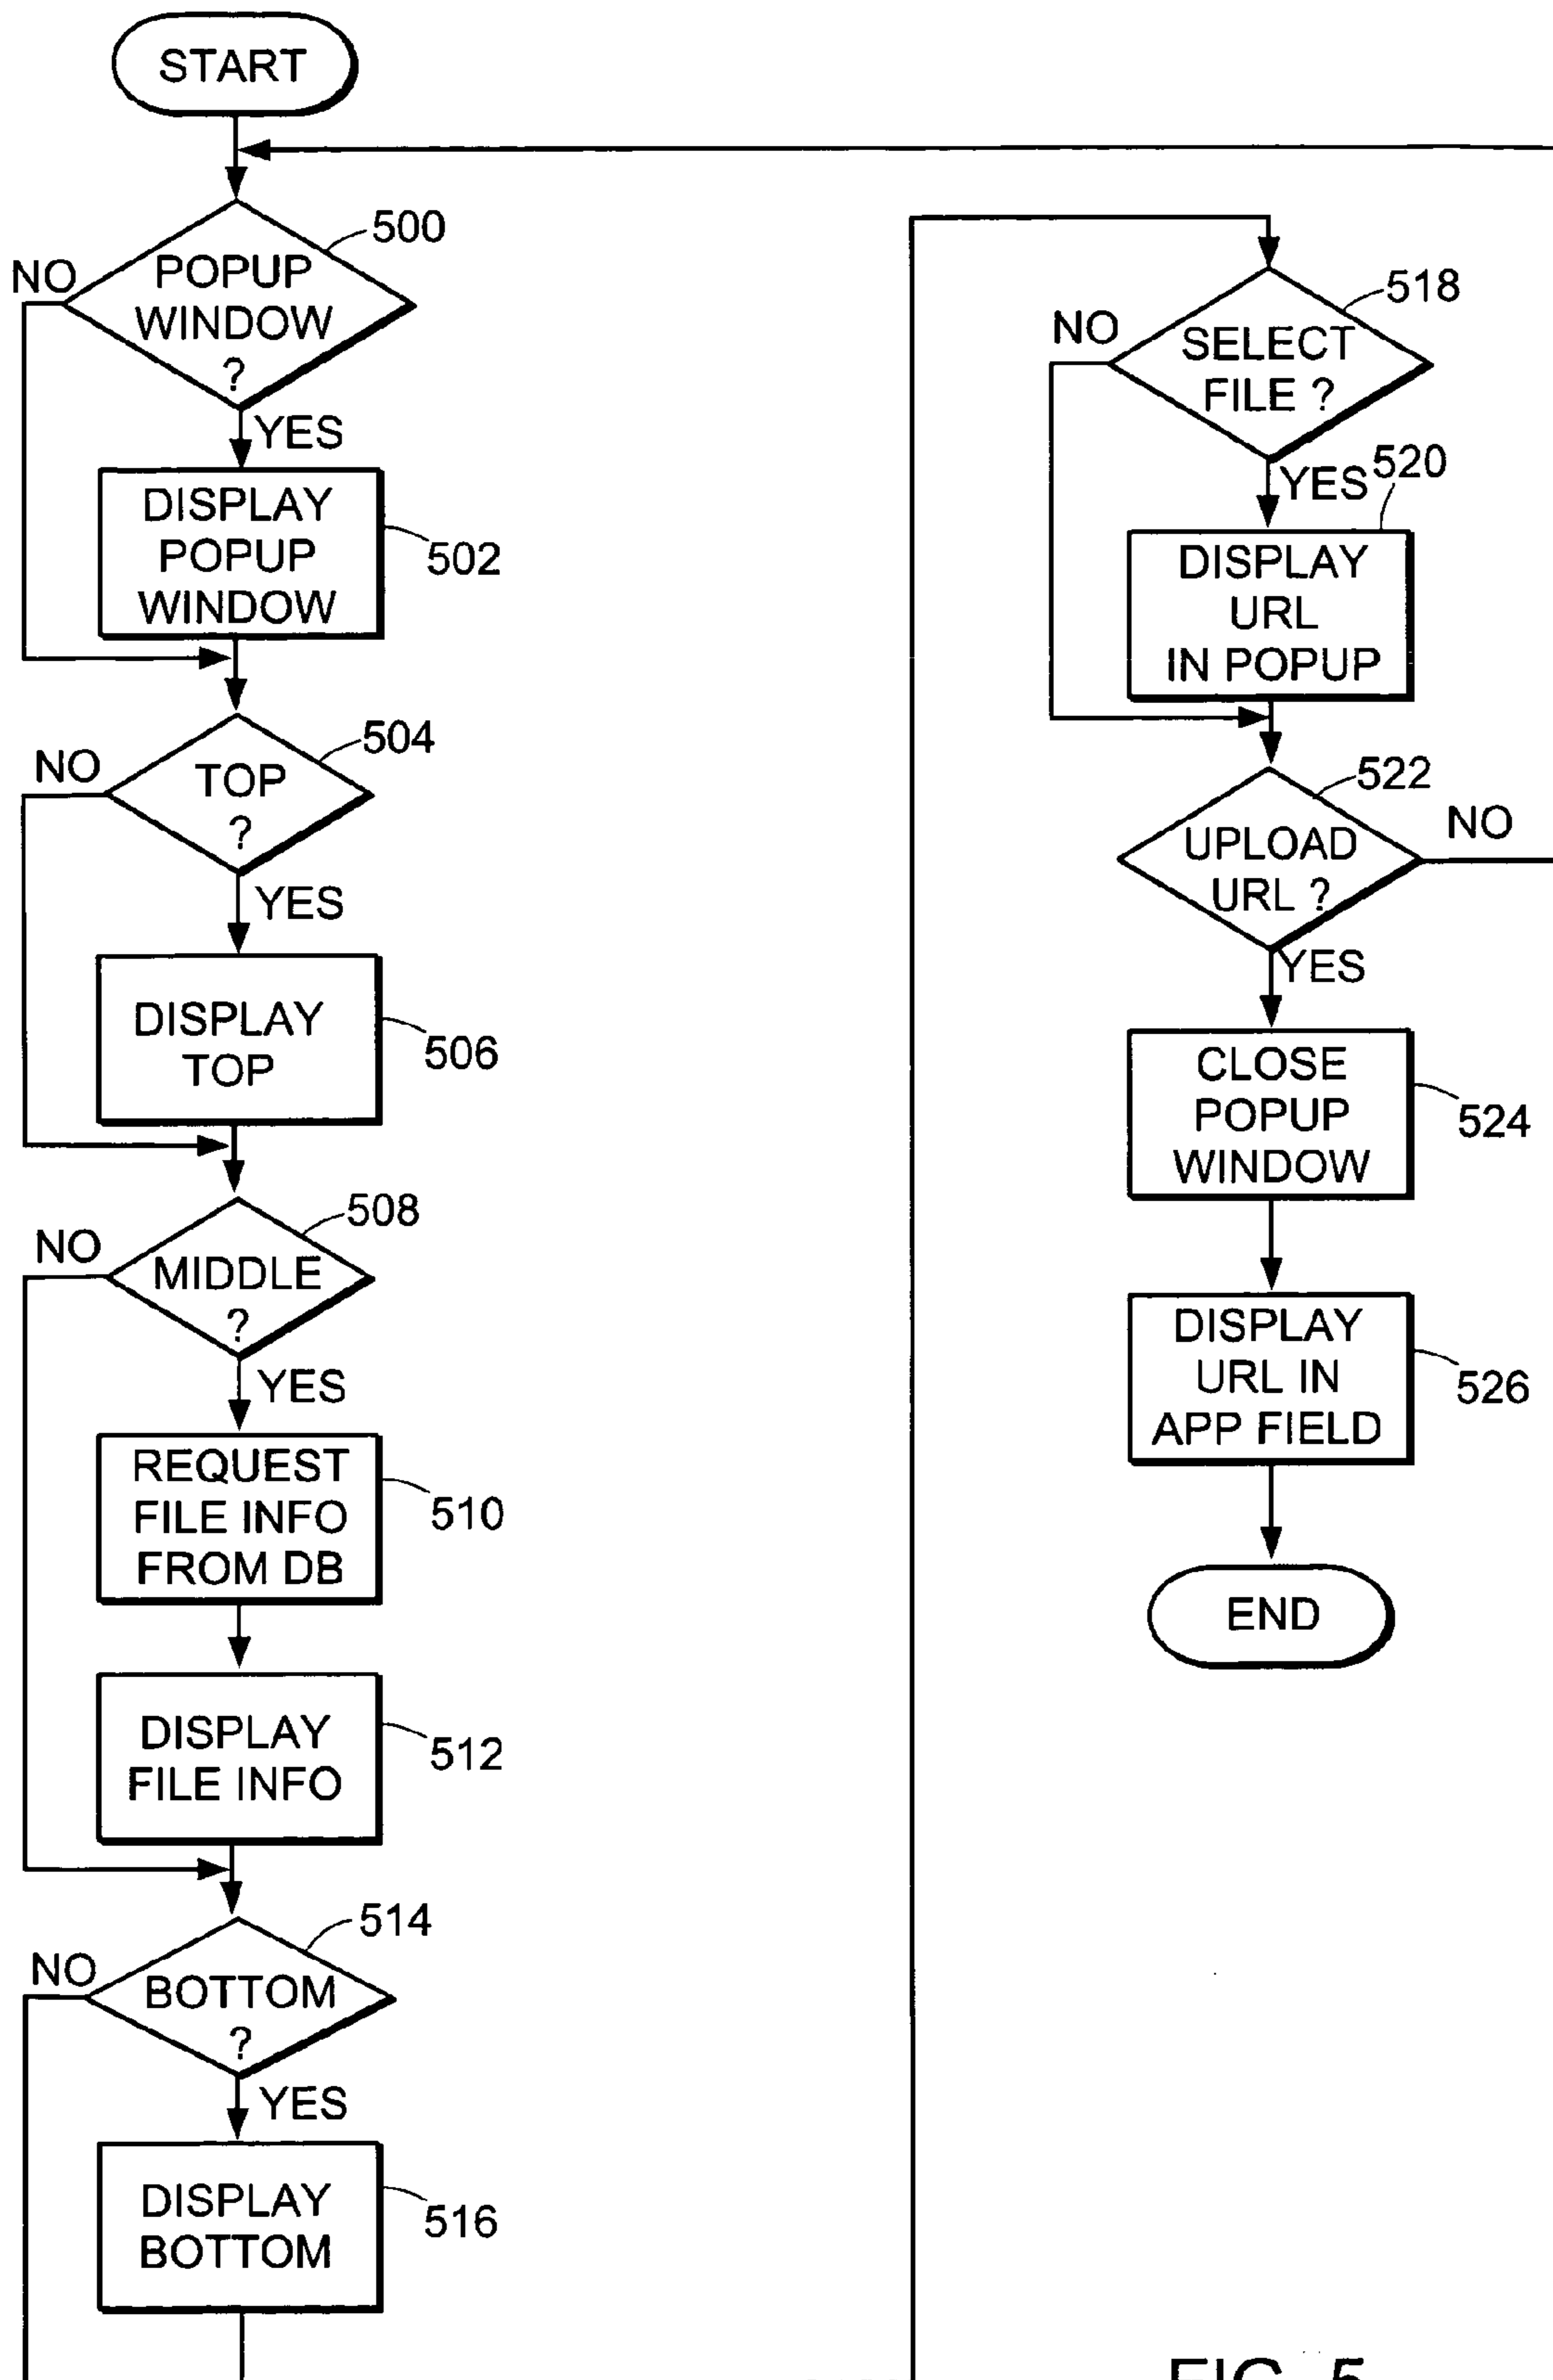 START
500
NO
POPUP
WINDOW
?
YES
DISPLAY
POPUP
WINDOW
502
504
NO
TOP
?
YES
DISPLAY
TOP
506
508
NO
MIDDLE
?
YES
REQUEST
FILE INFO
FROM DB
510
DISPLAY
FILE INFO
512
514
NO
BOTTOM
?
YES
DISPLAY
BOTTOM
516
518
NO
SELECT
FILE ?
YES
520
DISPLAY
URL
IN POPUP
522
UPLOAD
URL ?
NO
YES
CLOSE
POPUP
WINDOW
524
DISPLAY
URL IN
APP FIELD
526
END
FIG. 5